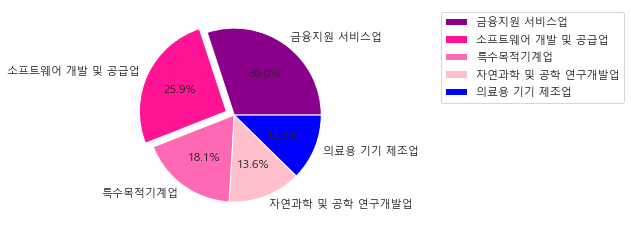 금융지원 서비스업
소프트웨어 개발 및 공급업
특수목적기계업
자연과학 및 공학 연구개발업
의료용 기기 제조업
금융지원 서비스업
30.0%
소프트웨어 개발 및 공급업
25.9%
18.1%
13.6%
의료용 기기 제조업
특수목적기계업
자연과학 및 공학 연구개발업